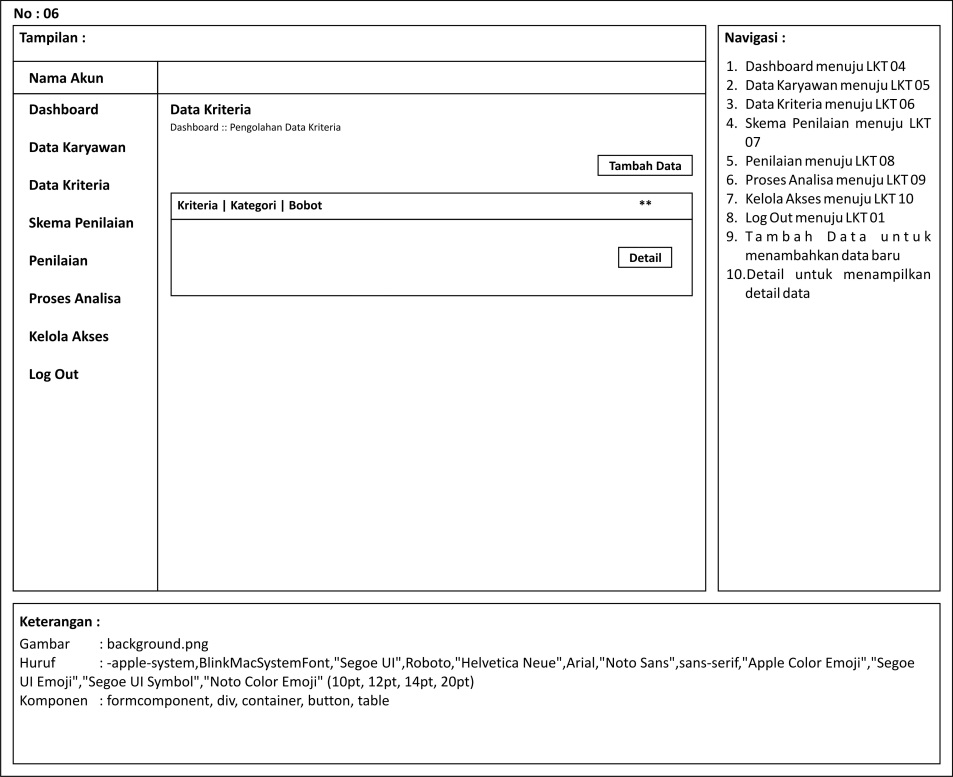 No : 06
Tampilan :
Nama Akun
Dashboard
Data Karyawan
Data Kriteria
Skema Penilaian
Penilaian
Proses Analisa
Kelola Akses
Log Out
Data Kriteria
Dashboard :: Pengolahan Data Kriteria
Tambah Data
Kriteria | Kategori | Bobot **
Detail
Navigasi :
1. Dashboard menuju LKT 04
2. Data Karyawan menuju LKT 05
3. Data Kriteria menuju LKT 06
4. Skema Penilaian menuju LKT
07
5. Penilaian menuju LKT 08
6. Proses Analisa menuju LKT 09
7. Kelola Akses menuju LKT 10
8. Log Out menuju LKT 01
9. Tambah Data untuk
menambahkan data baru
10.Detail untuk menampilkan
detail data
Keterangan :
Gambar : background.png
Huruf : -apple-system,BlinkMacSystemFont,"Segoe UI",Roboto,"Helvetica Neue",Arial,"Noto Sans",sans-serif,"Apple Color Emoji","Segoe
UI Emoji","Segoe UI Symbol","Noto Color Emoji" (10pt, 12pt, 14pt, 20pt)
Komponen : formcomponent, div, container, button, table